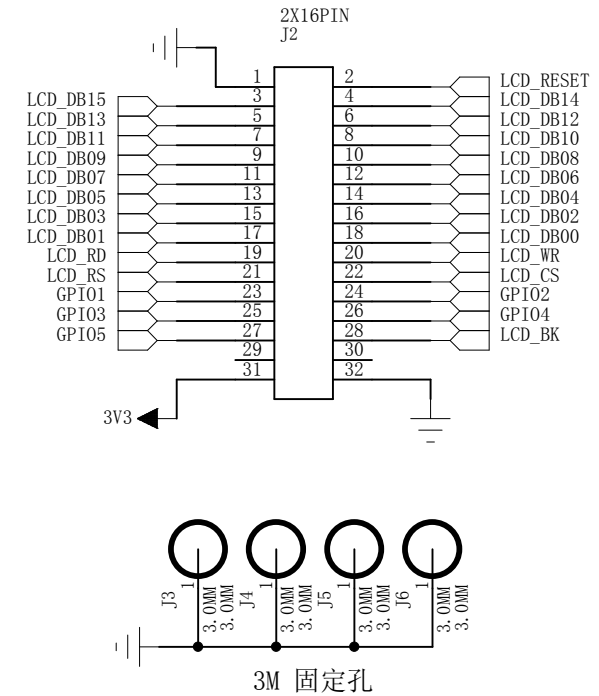 2X16PIN
J2
1 2 LCD_RESET
LCD_DB15 3 4 LCD_DB14
LCD_DB13 5 6 LCD_DB12
LCD_DB11 7 8 LCD_DB10
LCD_DB09 9 10 LCD_DB08
LCD_DB07 11 12 LCD_DB06
LCD_DB05 13 14 LCD_DB04
LCD_DB03 15 16 LCD_DB02
LCD_DB01 17 18 LCD_DB00
LCD_RD 19 20 LCD_WR
LCD_RS 21 22 LCD_CS
GPIO1 23 24 GPIO2
GPIO3 25 26 GPIO4
GPIO5 27 28 LCD_BK
29 30
31 32
3V3
J3
1
3.0MM
3.0MM
J4
1
3.0MM
3.0MM
J5
1
3.0MM
3.0MM
J6
1
3.0MM
3.0MM
3M 固定孔